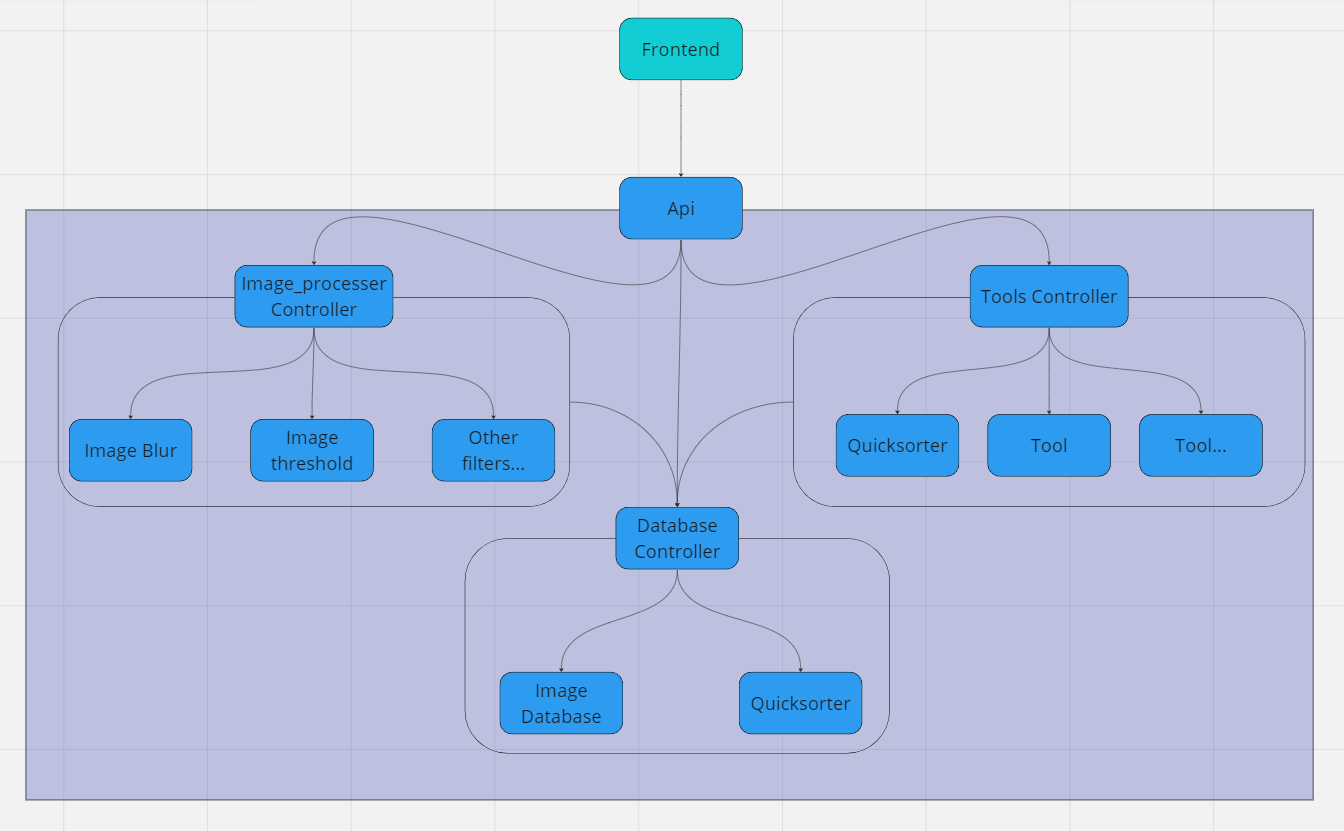 Frontend
Api
Image_processer
Controller
Tools Controller
Image Blur
Image
threshold
Other
filters...
Quicksorter
Tool
Tool...
Database
Controller
Image
Database
Quicksorter